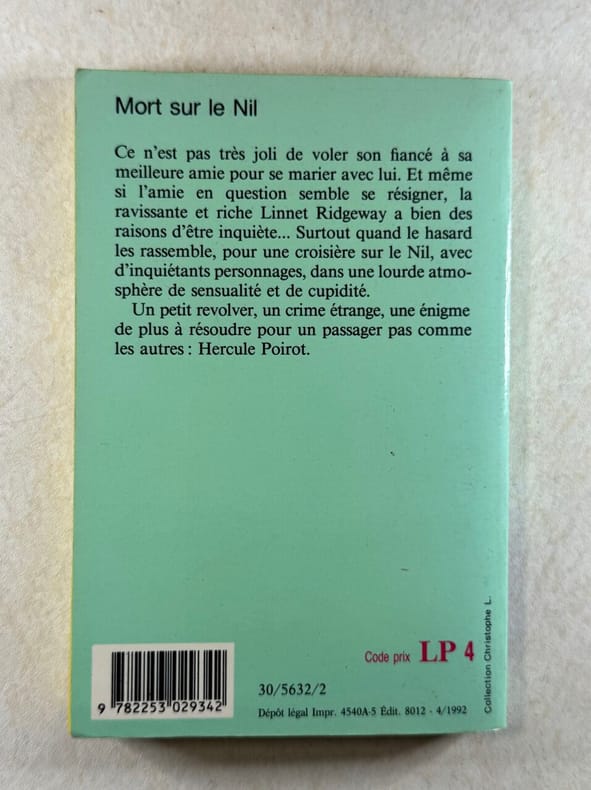 Mort sur le Nil
Ce n'est pas très joli de voler son fiancé à sa
meilleure amie pour se marier avec lui. Et même
si l'amie en question semble se résigner, la
ravissante et riche Linnet Ridgeway a bien des
raisons d'être inquiète... Surtout quand le hasard
les rassemble, pour une croisière sur le Nil, avec
d'inquiétants personnages, dans une lourde atmo-
sphère de sensualité et de cupidité.
Un petit revolver, un crime étrange, une énigme
de plus à résoudre pour un passager pas comme
les autres : Hercule Poirot.
Code prix LP 4
30/5632/2
9 782253 029342
Dépôt légal Impr. 4540A-5 Édit. 8012 - 4/1992
Collection Christophe L.